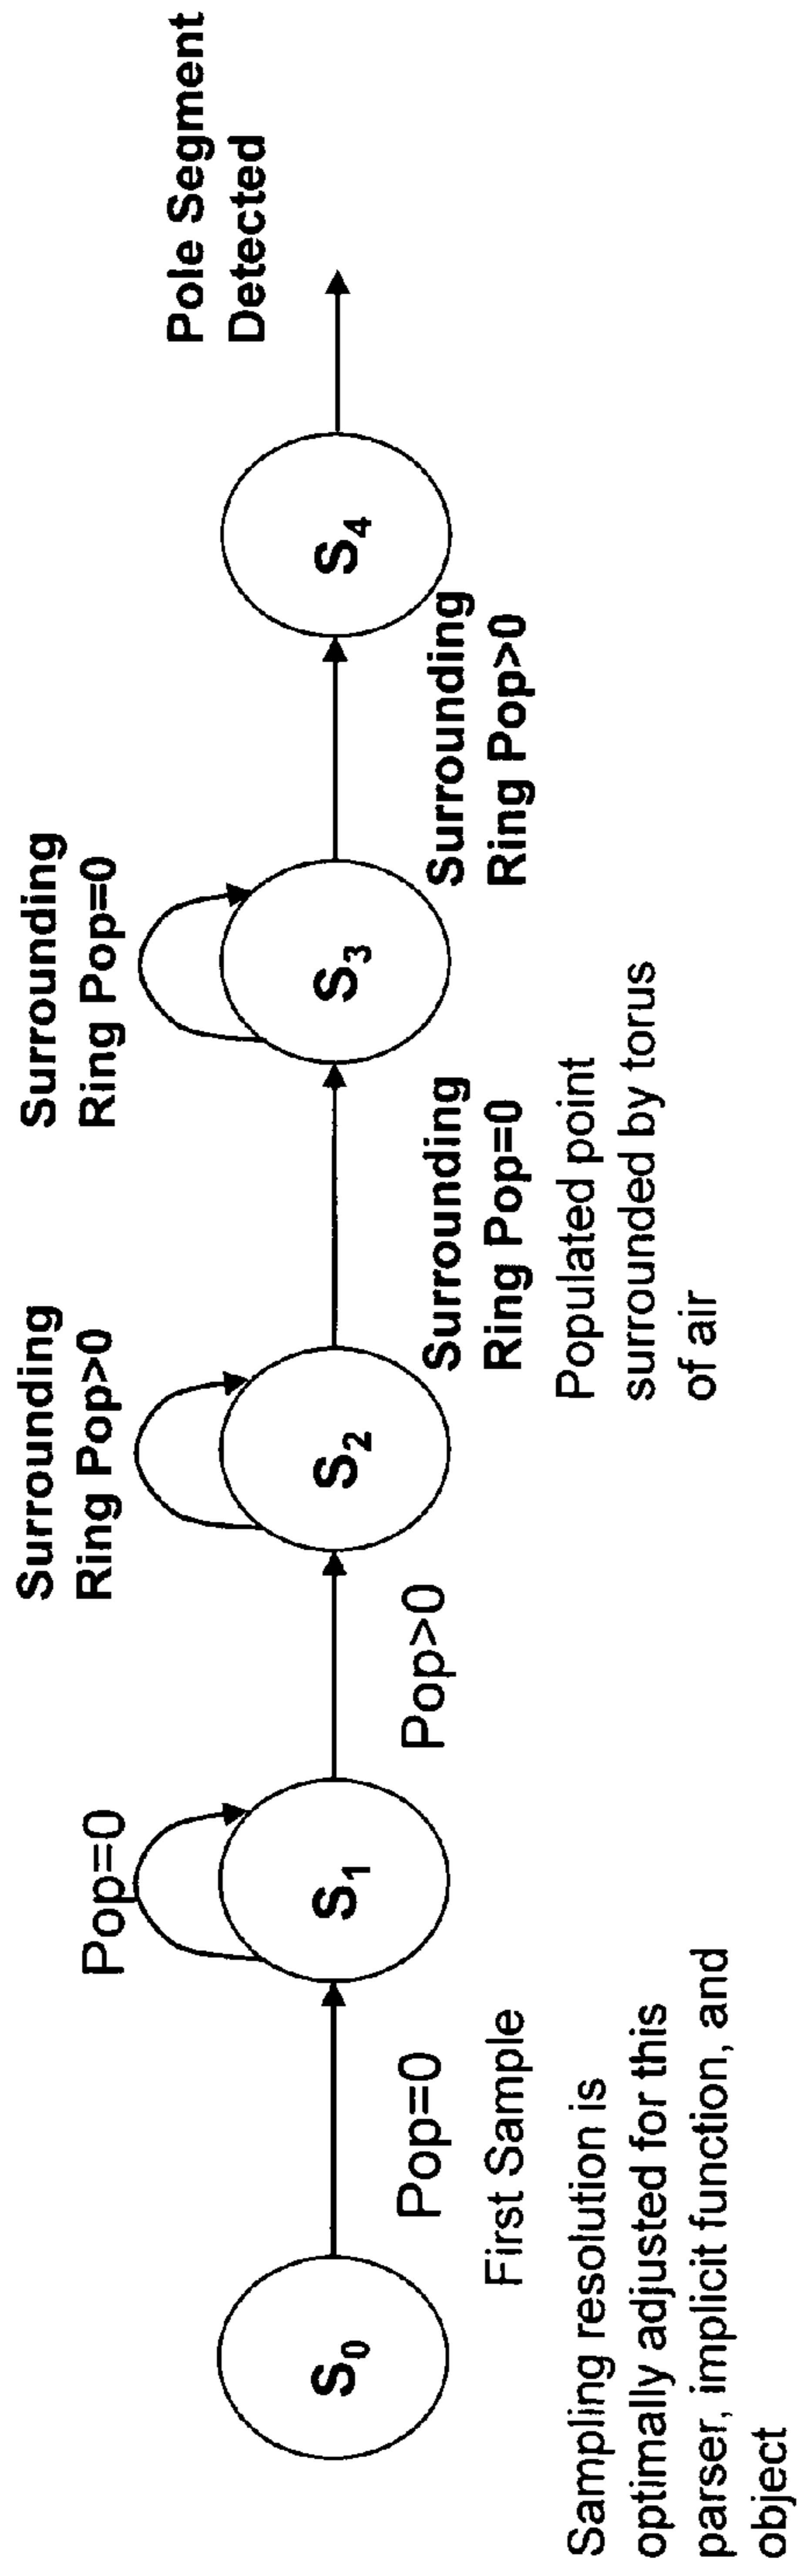 Pop=0
First Sample
Sampling resolution is
optimally adjusted for this
parser, implicit function, and
object
S0
Pop=0
S1
Pop>0
Surrounding
Ring Pop>0
S2
Surrounding
Ring Pop=0
Populated point
surrounded by torus
of air
Surrounding
Ring Pop=0
S3
Surrounding
Ring Pop>0
S4
Pole Segment
Detected